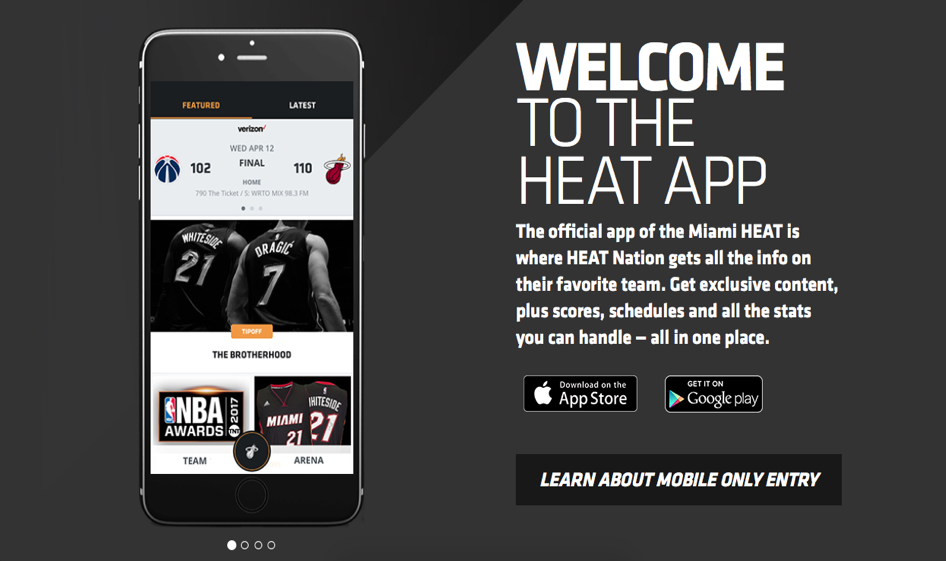 FEATURED
LATEST
verizon
WED APR 12
102
FINAL
110
HOME
790 The Ticket / S: WRTO MIX 98.3 FM
WHITESIDE
21
DRAGIĆ
7
TIPOFF
THE BROTHERHOOD
NBA
AWARDS
2017
TNT
MIAMI
21
WHITESIDE
21
TEAM
ARENA
WELCOME
TO THE
HEAT APP
The official app of the Miami HEAT is
where HEAT Nation gets all the info on
their favorite team. Get exclusive content,
plus scores, schedules and all the stats
you can handle – all in one place.
Download on the
App Store
GET IT ON
Google play
LEARN ABOUT MOBILE ONLY ENTRY